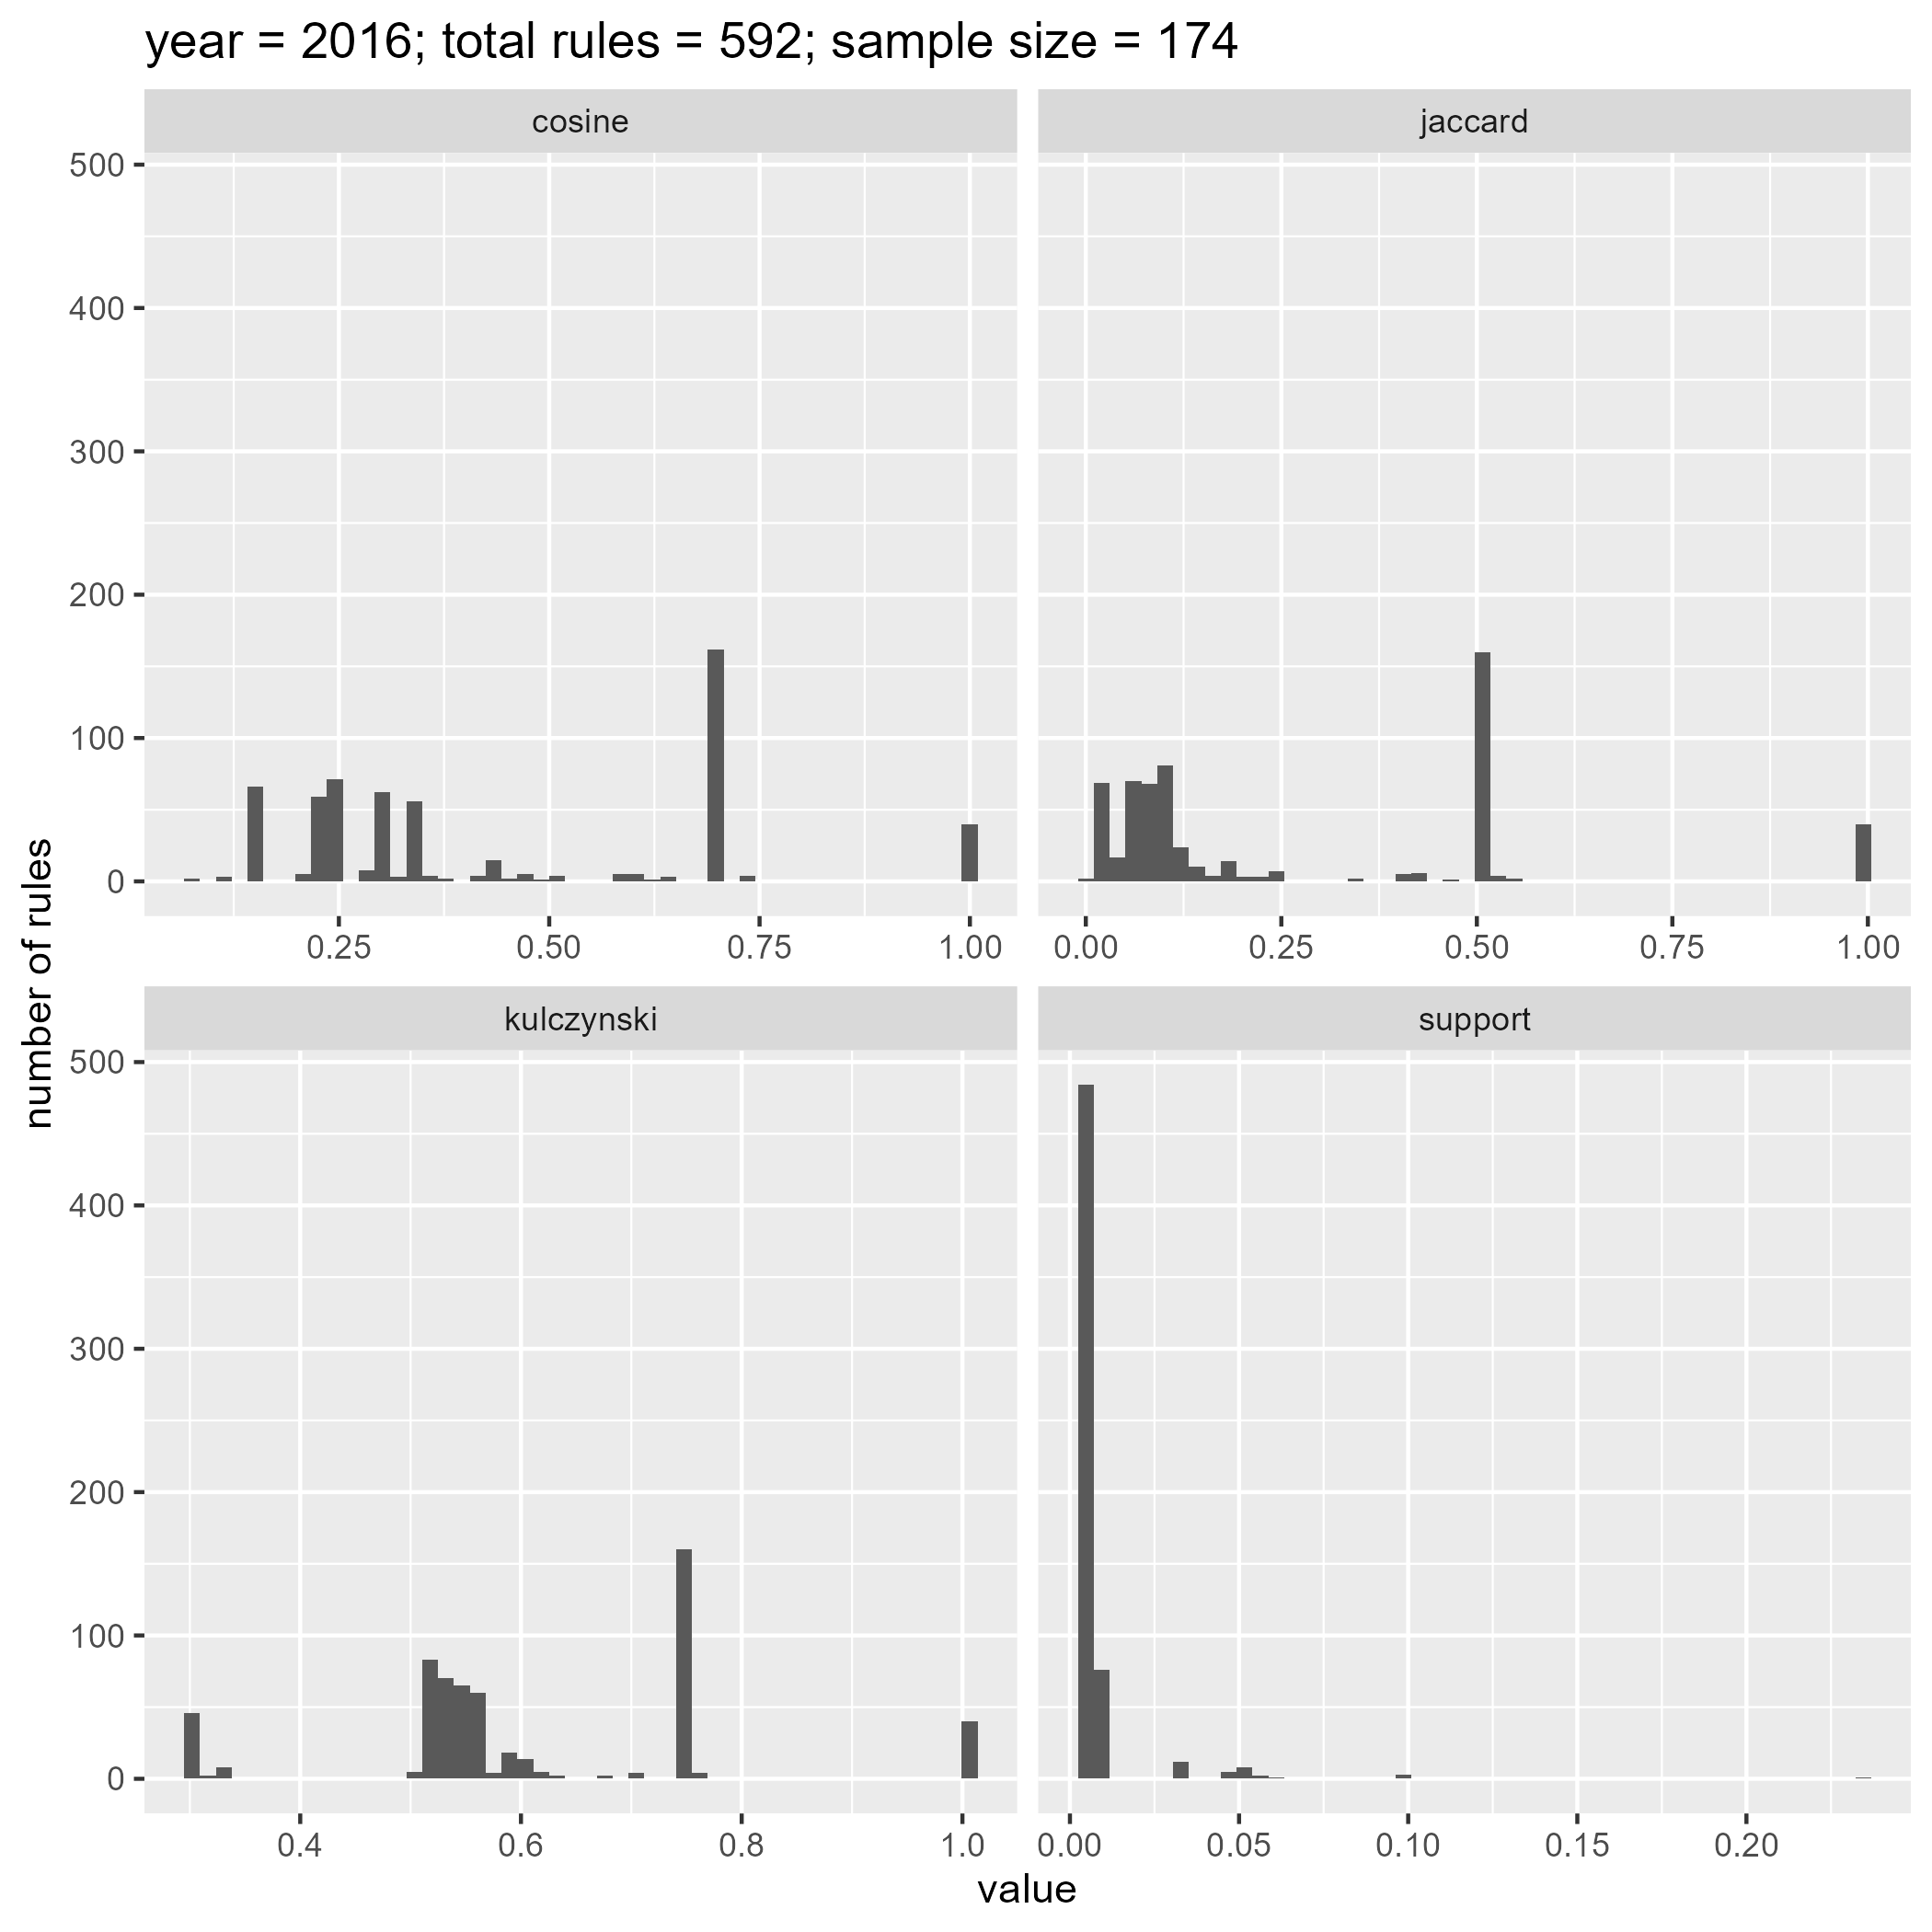 year = 2016; total rules = 592; sample size = 174
cosine
jaccard
500
400
300
200
100
0
0.25 0.50 0.75 1.00
0.00 0.25 0.50 0.75 1.00
number of rules
kulczynski
support
500
400
300
200
100
0
0.4 0.6 0.8 1.0
0.00 0.05 0.10 0.15 0.20
value